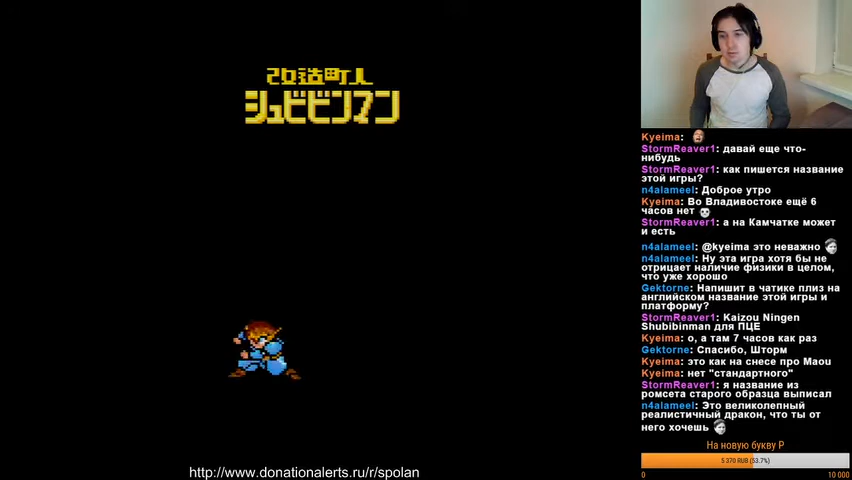 改造町人
シュビビンマン
Kyeima:
StormReaver1: давай еще что-
нибудь
StormReaver1: как пишется название
этой игры?
n4alameel: Доброе утро
Kyeima: Во Владивостоке ещё 6
часов нет
StormReaver1: а на Камчатке может
и есть
n4alameel: @kyeima это неважно
n4alameel: Ну эта игра хотя бы не
отрицает наличие физики в целом,
что уже хорошо
Gektorne: Напишит в чатике плиз на
английском название этой игры и
платформу?
StormReaver1: Kaizou Ningen
Shubibinman для ПЦЕ
Kyeima: о, а там 7 часов как раз
Gektorne: Спасибо, Шторм
Kyeima: это как на снесе про Maou
Kyeima: нет "стандартного"
StormReaver1: я название из
ромсета старого образца выписал
n4alameel: Это великолепный
реалистичный дракон, что ты от
него хочешь
На новую букву Р
5 370 RUB (53.7%)
0 10 000
http://www.donationalerts.ru/r/spolan